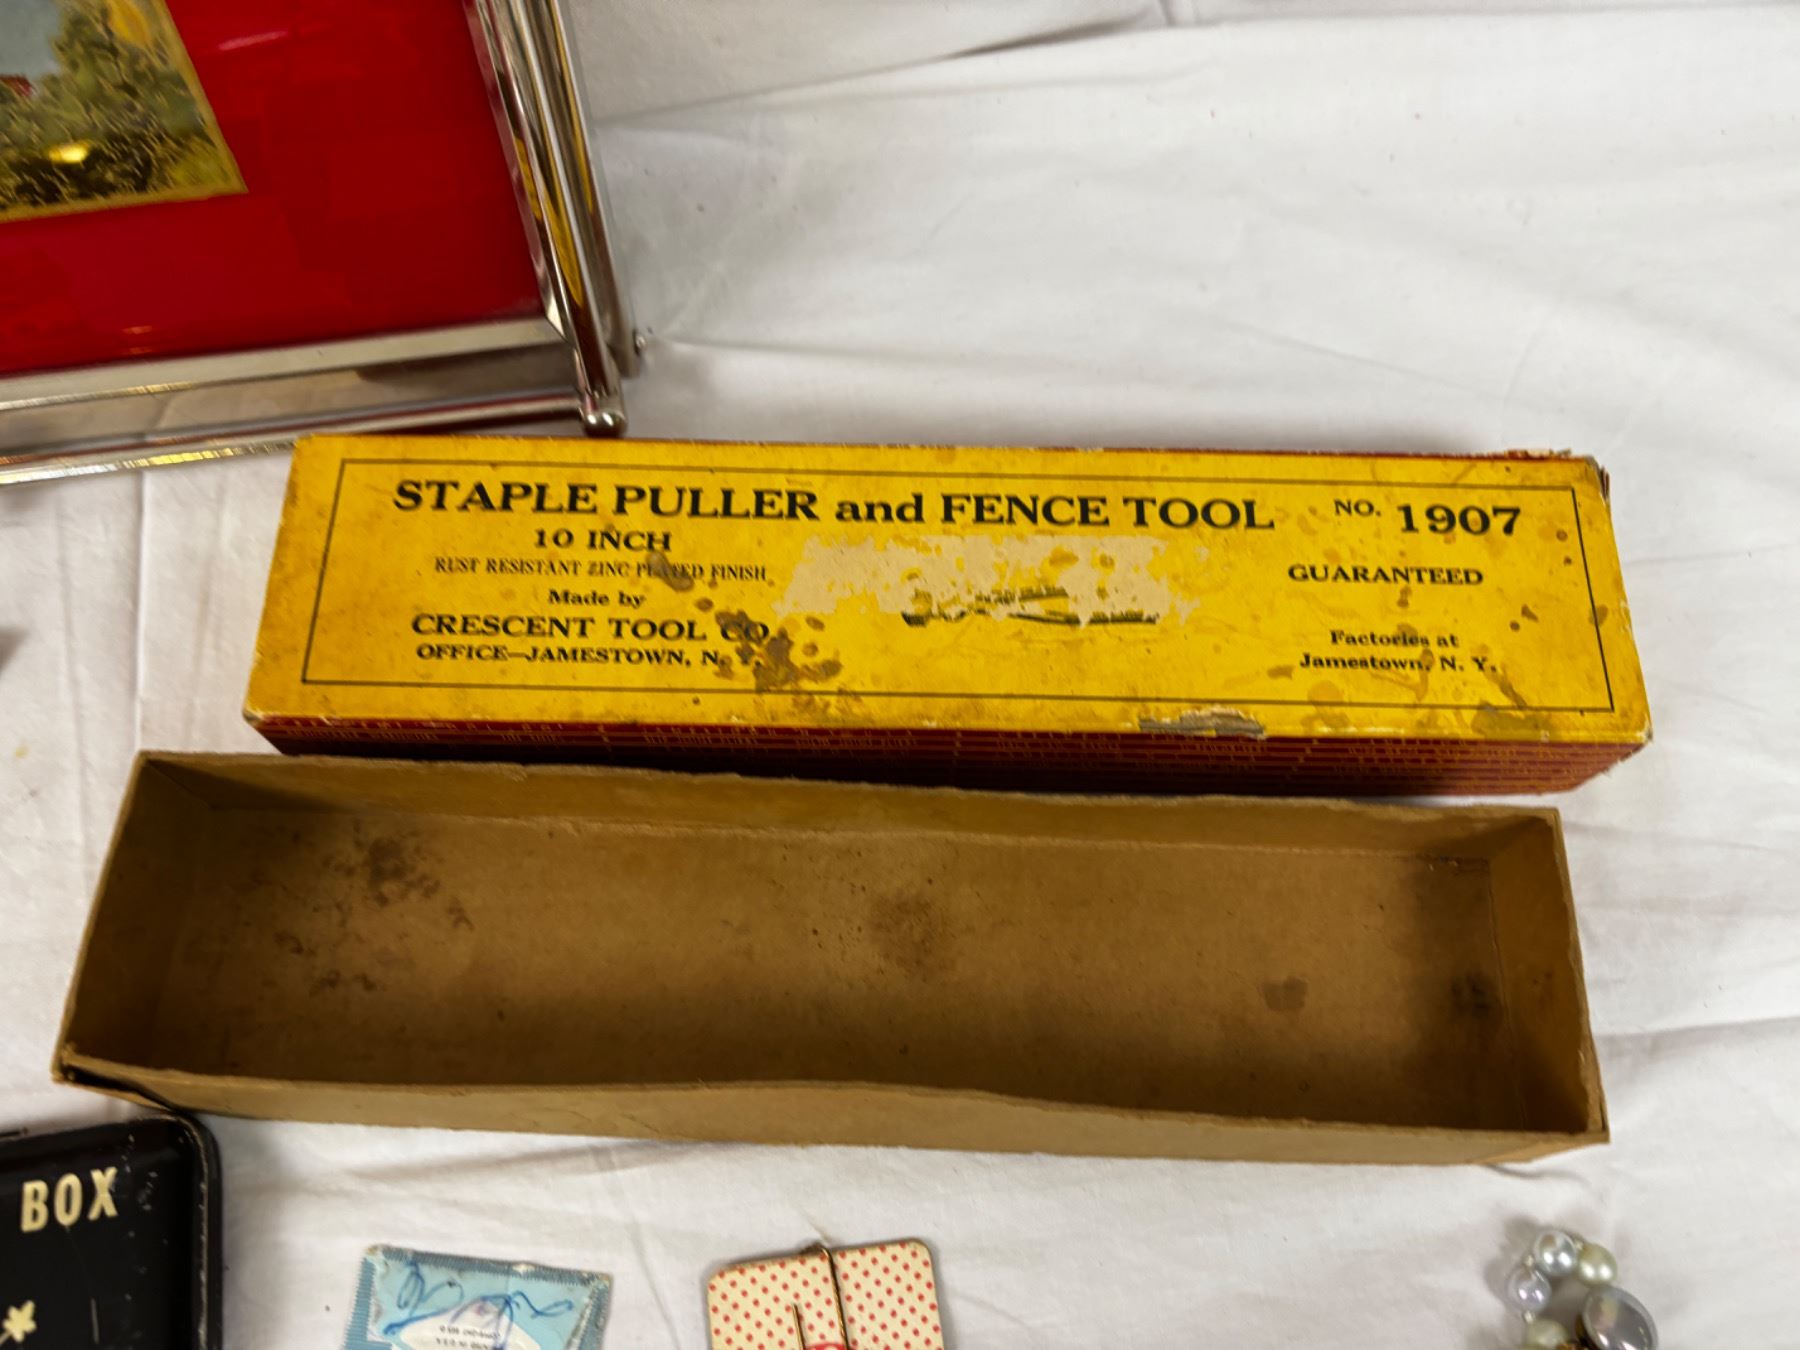 STAPLE PULLER and FENCE TOOL NO. 1907
10 INCH
RUST RESISTANT ZINC PLATED FINISH
GUARANTEED
Made by
CRESCENT TOOL CO.
OFFICE—JAMESTOWN, N. Y.
Factories at
Jamestown, N. Y.
BOX